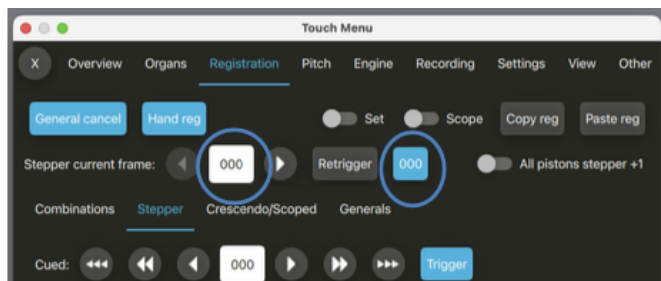 Touch Menu
X Overview Organs Registration Pitch Engine Recording Settings View Other
General cancel Hand reg Set Scope Copy reg Paste reg
Stepper current frame: 000 Retrigger 000 All pistons stepper +1
Combinations Stepper Crescendo/Scoped Generals
Cued: 000 Trigger